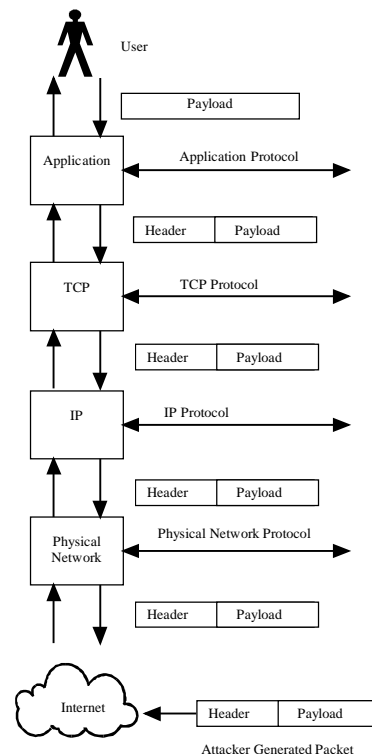 User
Payload
Application
Application Protocol
Header Payload
TCP
TCP Protocol
Header Payload
IP
IP Protocol
Header Payload
Physical
Network
Physical Network Protocol
Header Payload
Internet
Header Payload
Attacker Generated Packet